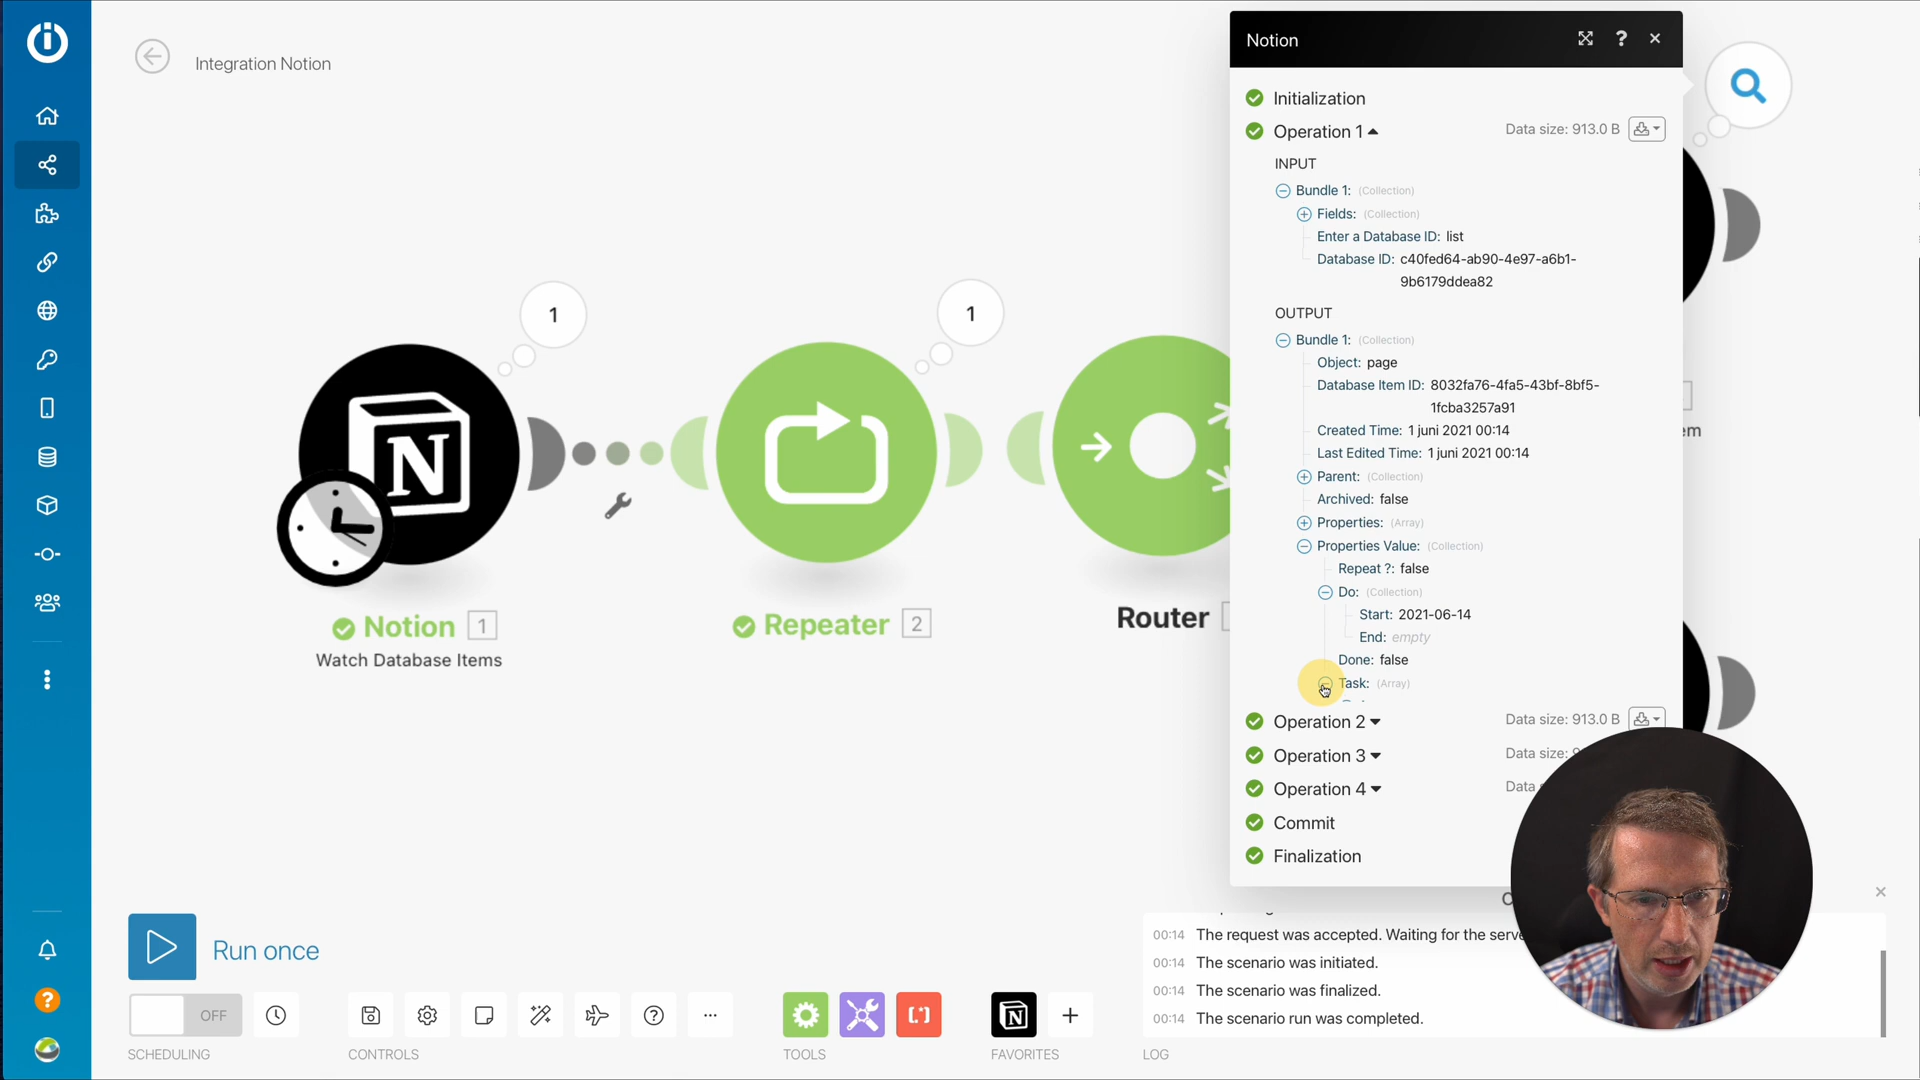 Integration Notion
1
N
Notion 1
Watch Database Items
1
Repeater 2
Router
Notion
?
Initialization
Operation 1
Data size: 913.0 B
INPUT
Bundle 1: (Collection)
Fields: (Collection)
Enter a Database ID: list
Database ID: c40fed64-ab90-4e97-a6b1-
9b6179ddea82
OUTPUT
Bundle 1: (Collection)
Object: page
Database Item ID: 8032fa76-4fa5-43bf-8bf5-
1fcba3257a91
Created Time: 1 juni 2021 00:14
Last Edited Time: 1 juni 2021 00:14
Parent: (Collection)
Archived: false
Properties: (Array)
Properties Value: (Collection)
Repeat ?: false
Do: (Collection)
Start: 2021-06-14
End: empty
Done: false
Task: (Array)
Operation 2
Data size: 913.0 B
Operation 3
Data size:
Operation 4
Data
Commit
Finalization
em
Run once
OFF
SCHEDULING
CONTROLS
[.*]
TOOLS
N
FAVORITES
00:14 The request was accepted. Waiting for the serve
00:14 The scenario was initiated.
00:14 The scenario was finalized.
00:14 The scenario run was completed.
LOG